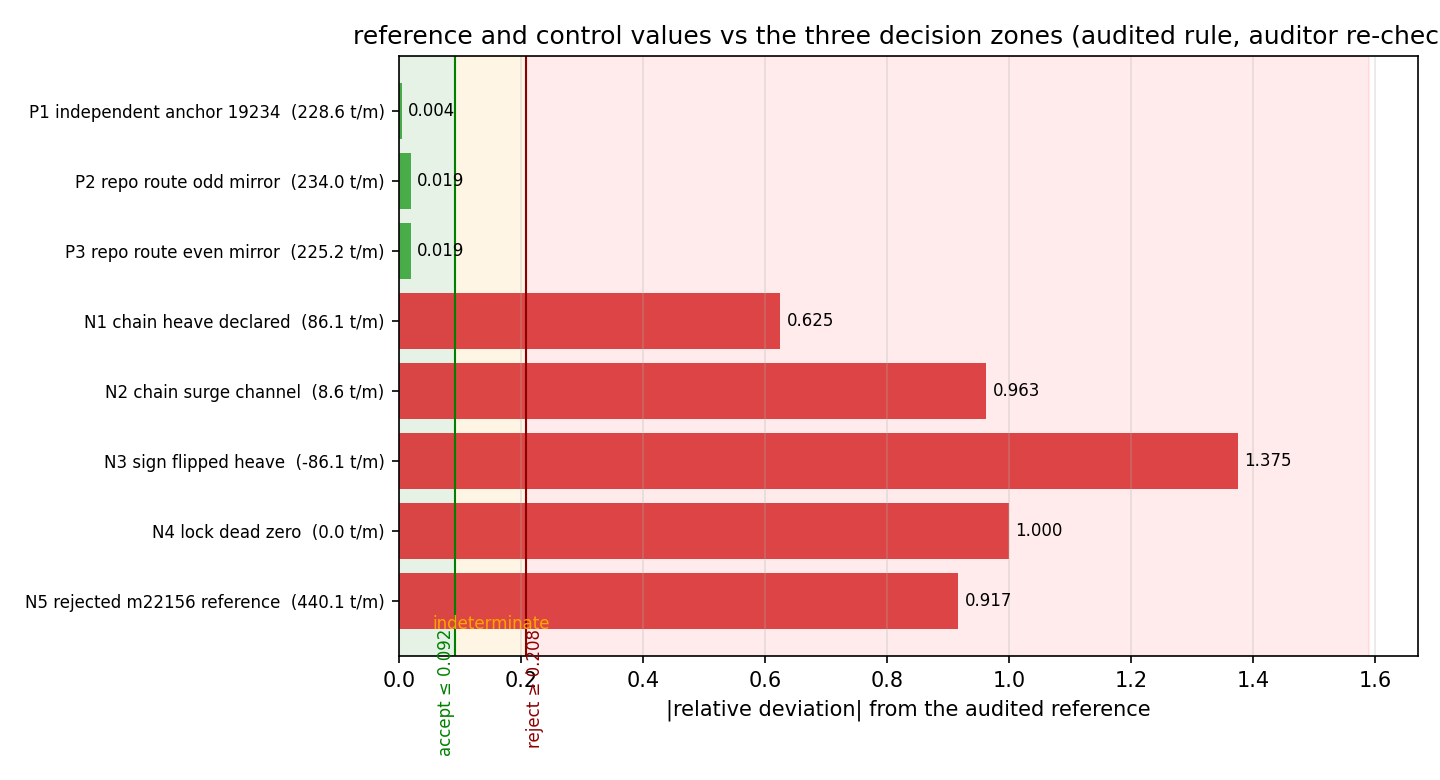 reference and control values vs the three decision zones (audited rule, auditor re-chec
P1 independent anchor 19234 (228.6 t/m)
0.004
P2 repo route odd mirror (234.0 t/m)
0.019
P3 repo route even mirror (225.2 t/m)
0.019
N1 chain heave declared (86.1 t/m)
0.625
N2 chain surge channel (8.6 t/m)
0.963
N3 sign flipped heave (-86.1 t/m)
1.375
N4 lock dead zero (0.0 t/m)
1.000
N5 rejected m22156 reference (440.1 t/m)
0.917
indeterminate
accept ≤ 0.092
reject ≥ 0.208
0.0 0.2 0.4 0.6 0.8 1.0 1.2 1.4 1.6
|relative deviation| from the audited reference